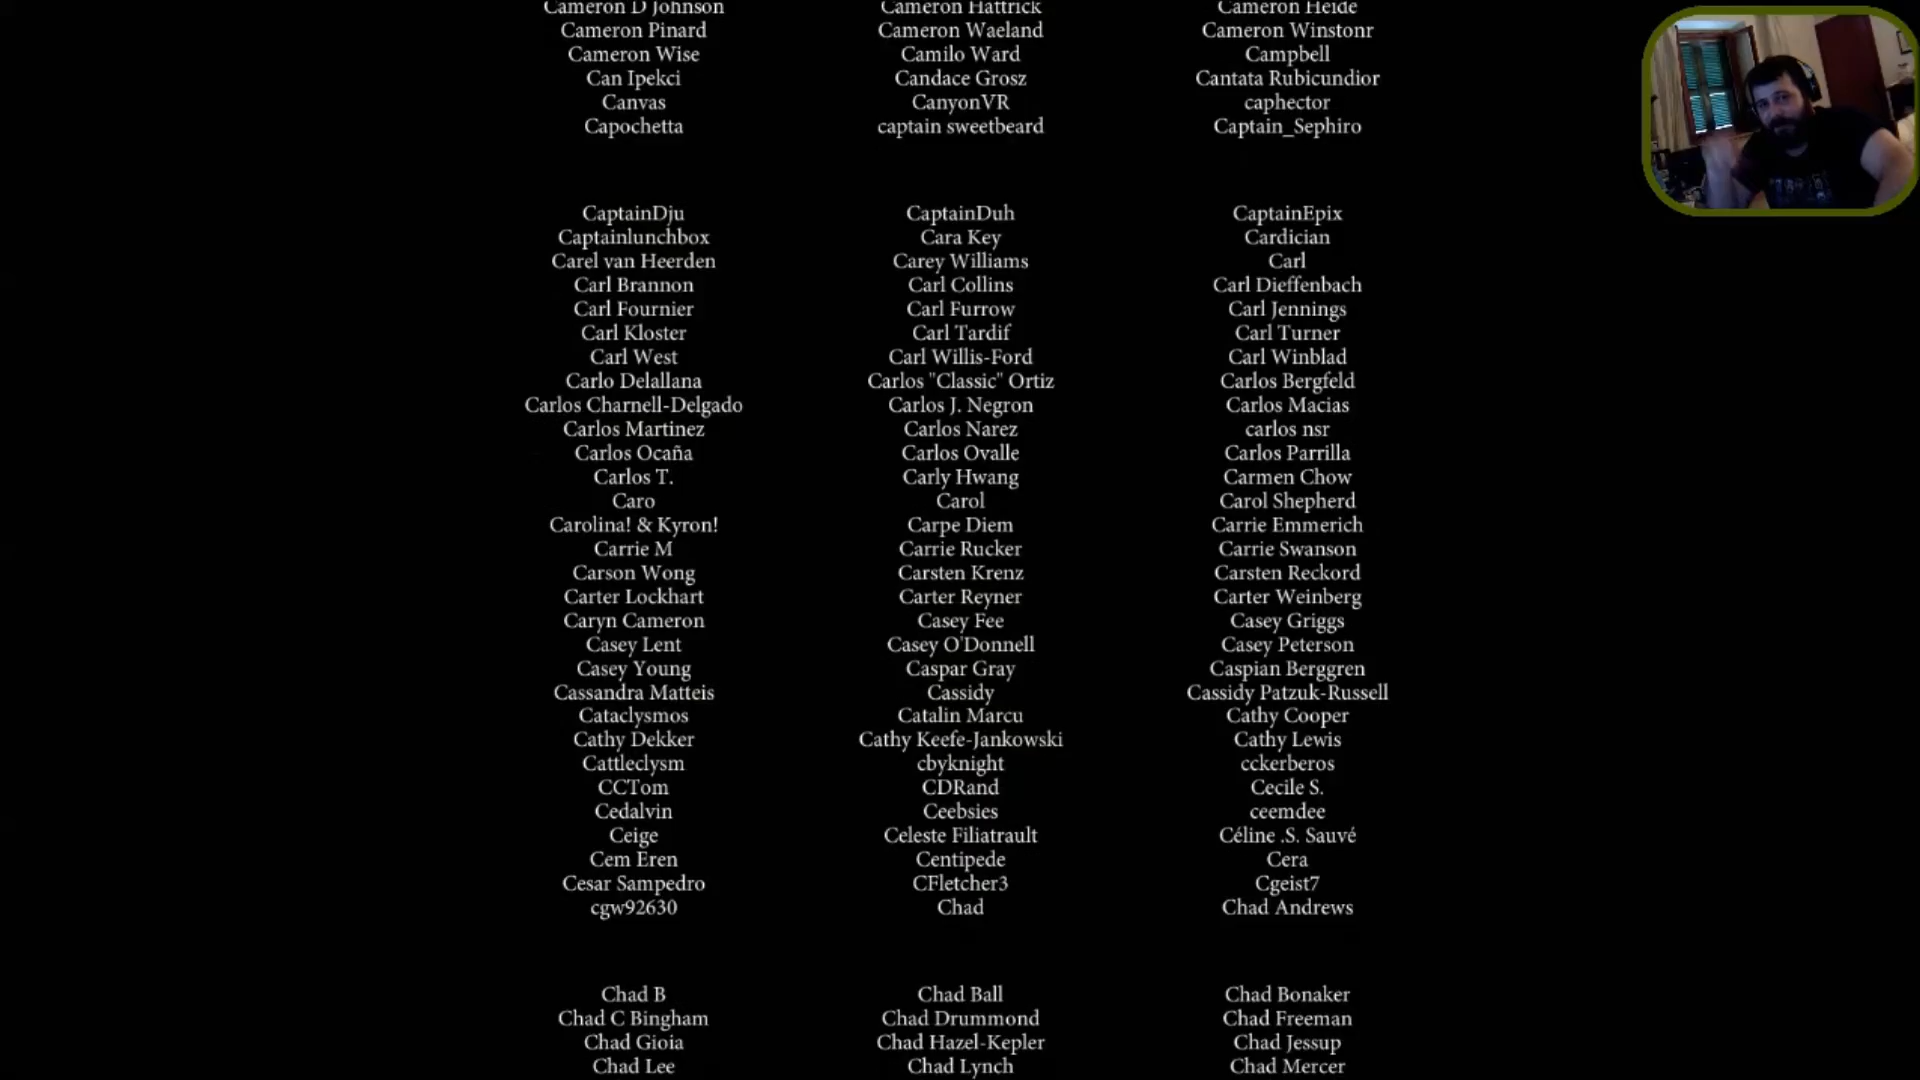 Cameron D Johnson Cameron Hattrick Cameron Heide
Cameron Pinard Cameron Waeland Cameron Winstonr
Cameron Wise Camilo Ward Campbell
Can Ipekci Candace Grosz Cantata Rubicundior
Canvas CanyonVR caphector
Capochetta captain sweetbeard Captain_Sephiro
CaptainDju CaptainDuh CaptainEpix
Captainlunchbox Cara Key Cardician
Carel van Heerden Carey Williams Carl
Carl Brannon Carl Collins Carl Dieffenbach
Carl Fournier Carl Furrow Carl Jennings
Carl Kloster Carl Tardif Carl Turner
Carl West Carl Willis-Ford Carl Winblad
Carlo Delallana Carlos "Classic" Ortiz Carlos Bergfeld
Carlos Charnell-Delgado Carlos J. Negron Carlos Macias
Carlos Martinez Carlos Narez carlos nsr
Carlos Ocaña Carlos Ovalle Carlos Parrilla
Carlos T. Carly Hwang Carmen Chow
Caro Carol Carol Shepherd
Carolina! & Kyron! Carpe Diem Carrie Emmerich
Carrie M Carrie Rucker Carrie Swanson
Carson Wong Carsten Krenz Carsten Reckord
Carter Lockhart Carter Reyner Carter Weinberg
Caryn Cameron Casey Fee Casey Griggs
Casey Lent Casey O'Donnell Casey Peterson
Casey Young Caspar Gray Caspian Berggren
Cassandra Matteis Cassidy Cassidy Patzuk-Russell
Cataclysmos Catalin Marcu Cathy Cooper
Cathy Dekker Cathy Keefe-Jankowski Cathy Lewis
Cattleclysm cbyknight cckerberos
CCTom CDRand Cecile S.
Cedalvin Ceebsies ceemdee
Ceige Celeste Filiatrault Céline .S. Sauvé
Cem Eren Centipede Cera
Cesar Sampedro CFletcher3 Cgeist7
cgw92630 Chad Chad Andrews
Chad B Chad Ball Chad Bonaker
Chad C Bingham Chad Drummond Chad Freeman
Chad Gioia Chad Hazel-Kepler Chad Jessup
Chad Lee Chad Lynch Chad Mercer